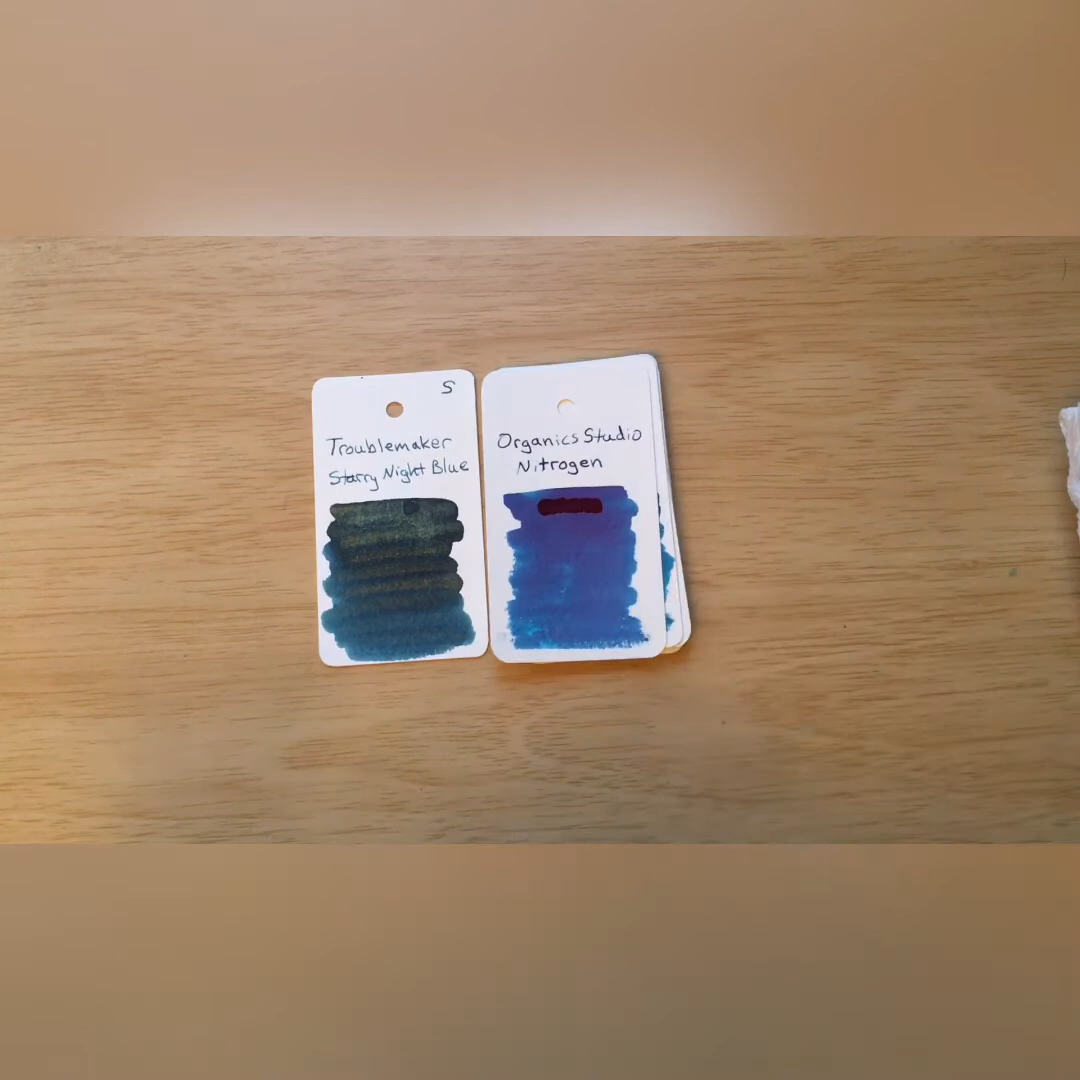 S
Troublemaker
Starry Night Blue
Organics Studio
Nitrogen